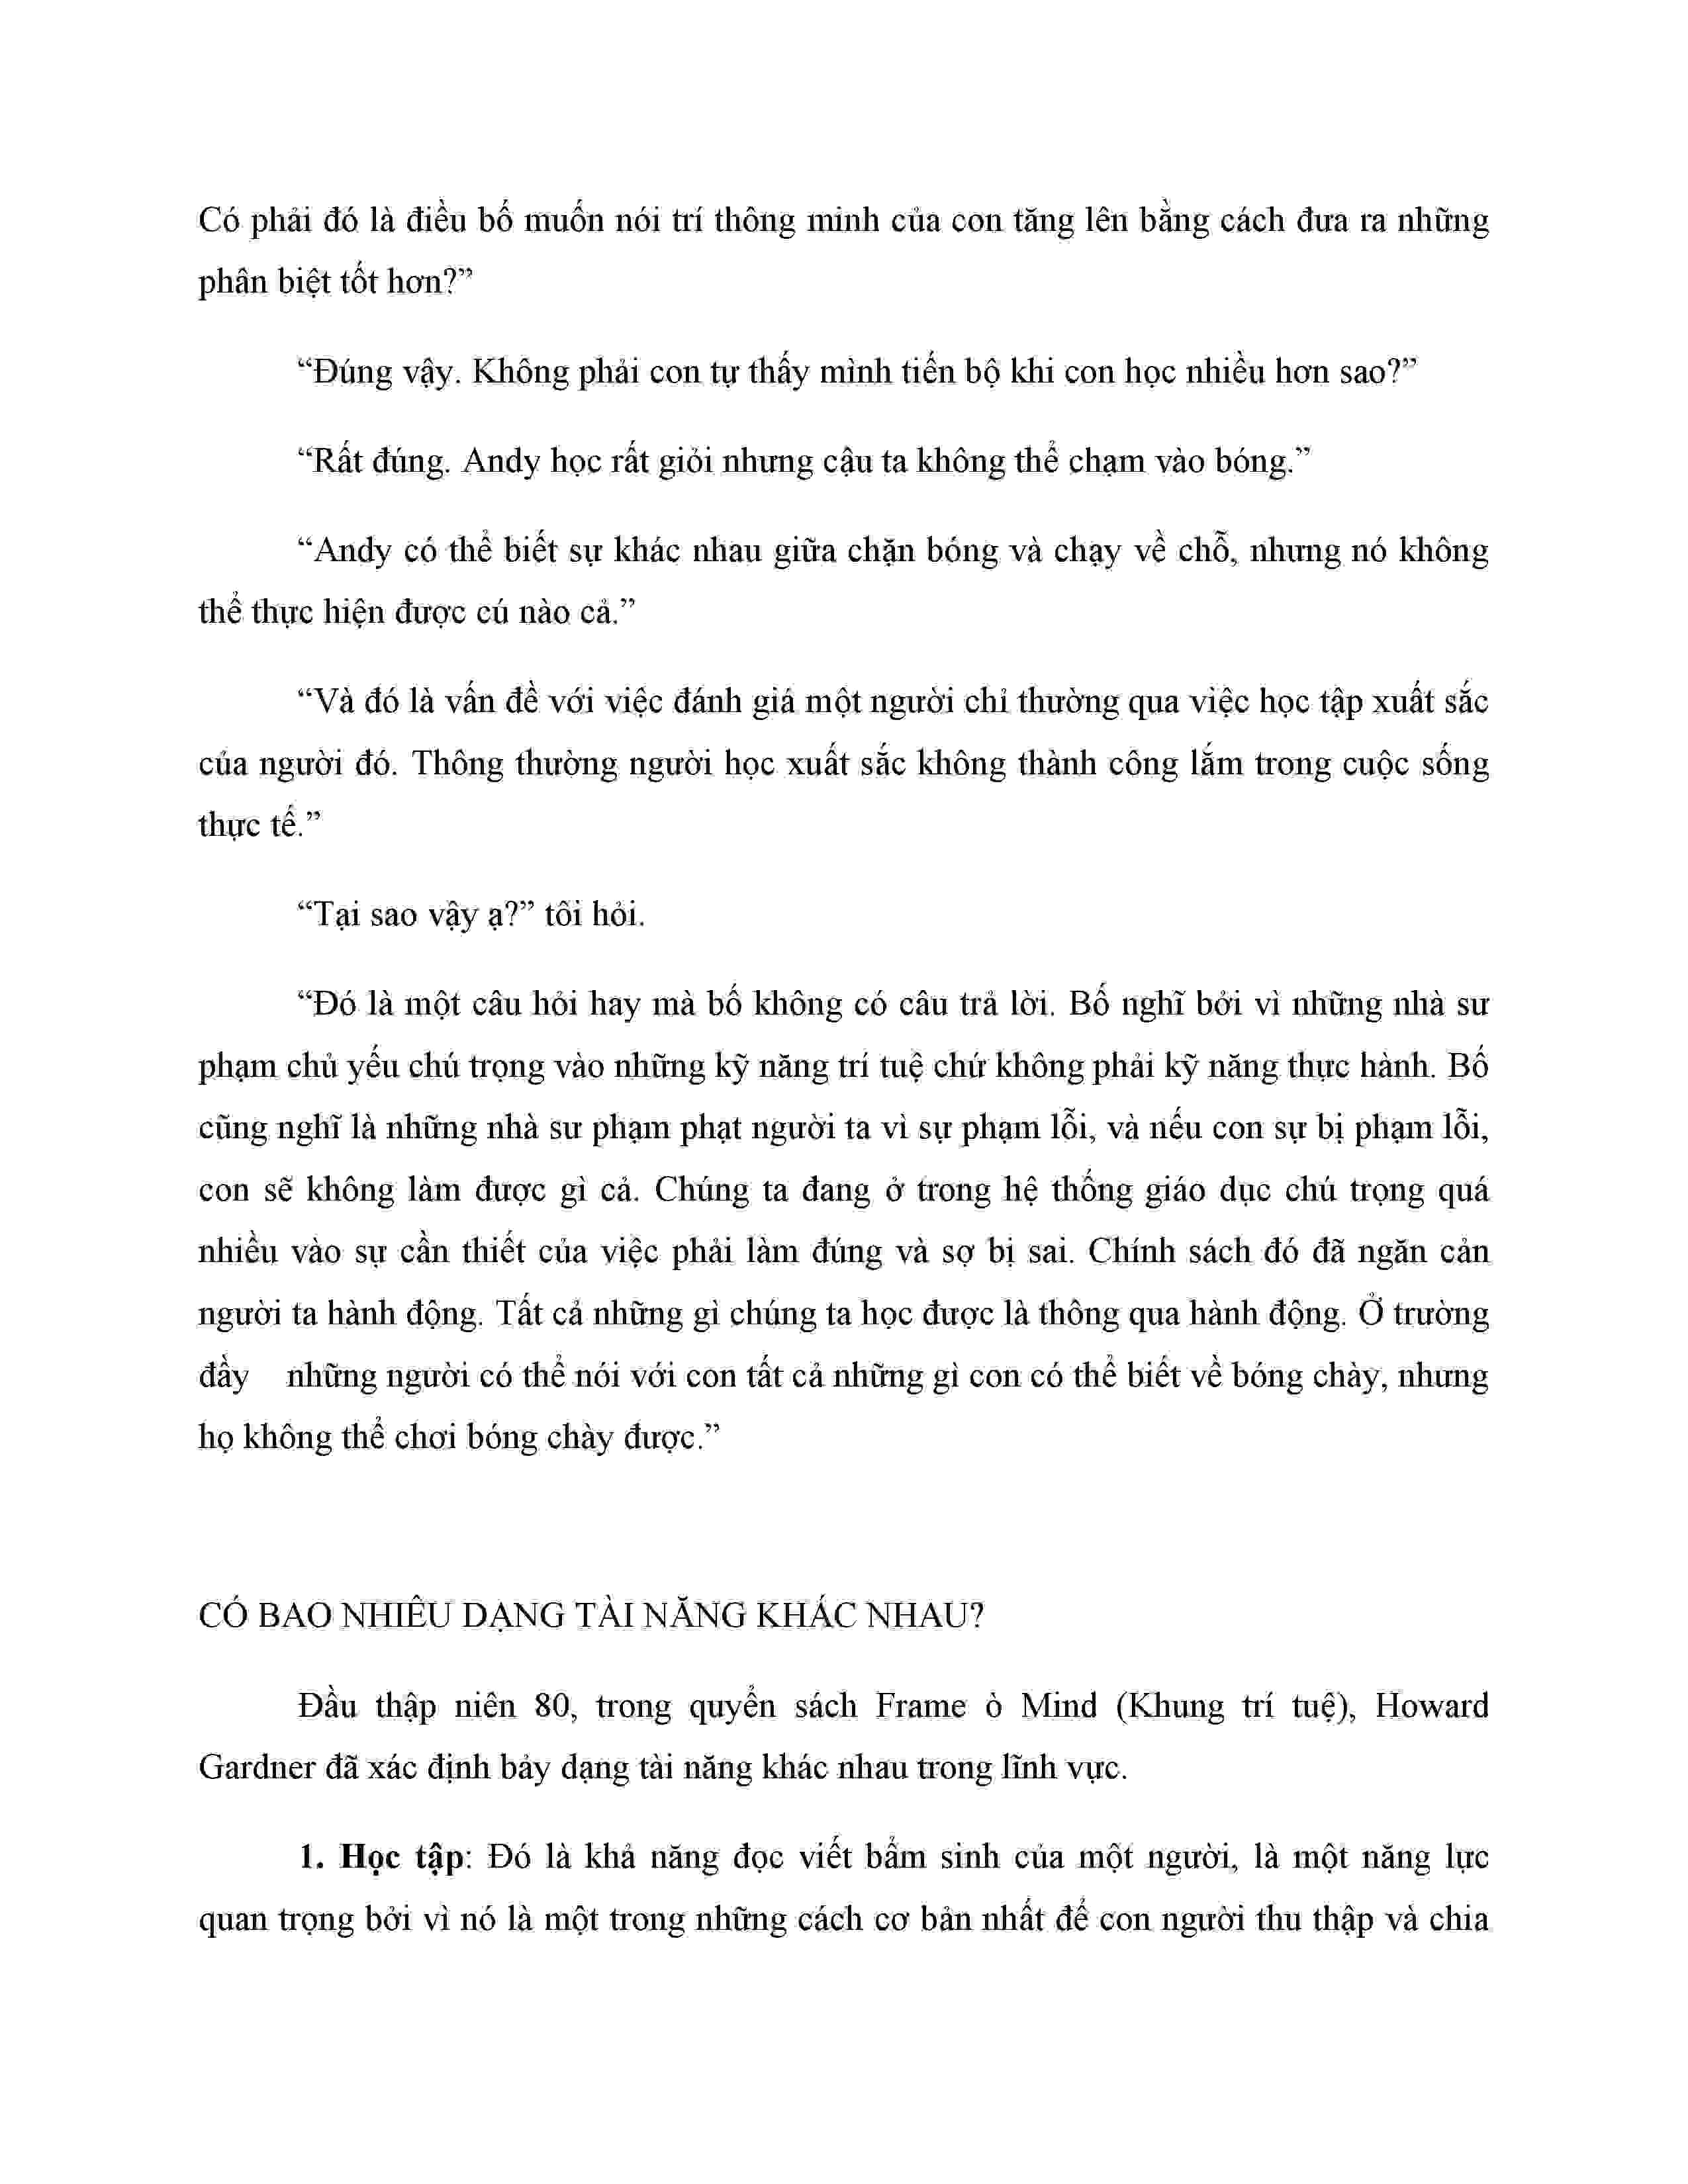 Có phải đó là điều bố muốn nói trí thông minh của con tăng lên bằng cách đưa ra những
phân biệt tốt hơn?”
“Đúng vậy. Không phải con tự thấy mình tiến bộ khi con học nhiều hơn sao?”
“Rất đúng. Andy học rất giỏi nhưng cậu ta không thể chạm vào bóng.”
“Andy có thể biết sự khác nhau giữa chặn bóng và chạy về chỗ, nhưng nó không
thể thực hiện được cú nào cả.”
“Và đó là vấn đề với việc đánh giá một người chỉ thường qua việc học tập xuất sắc
của người đó. Thông thường người học xuất sắc không thành công lắm trong cuộc sống
thực tế.”
“Tại sao vậy ạ?” tôi hỏi.
“Đó là một câu hỏi hay mà bố không có câu trả lời. Bố nghĩ bởi vì những nhà sư
phạm chủ yếu chú trọng vào những kỹ năng trí tuệ chứ không phải kỹ năng thực hành. Bố
cũng nghĩ là những nhà sư phạm phạt người ta vì sự phạm lỗi, và nếu con sự bị phạm lỗi,
con sẽ không làm được gì cả. Chúng ta đang ở trong hệ thống giáo dục chú trọng quá
nhiều vào sự cần thiết của việc phải làm đúng và sợ bị sai. Chính sách đó đã ngăn cản
người ta hành động. Tất cả những gì chúng ta học được là thông qua hành động. Ở trường
đầy những người có thể nói với con tất cả những gì con có thể biết về bóng chày, nhưng
họ không thể chơi bóng chày được.”
CÓ BAO NHIÊU DẠNG TÀI NĂNG KHÁC NHAU?
Đầu thập niên 80, trong quyển sách Frame ò Mind (Khung trí tuệ), Howard
Gardner đã xác định bảy dạng tài năng khác nhau trong lĩnh vực.
1. Học tập: Đó là khả năng đọc viết bẩm sinh của một người, là một năng lực
quan trọng bởi vì nó là một trong những cách cơ bản nhất để con người thu thập và chia